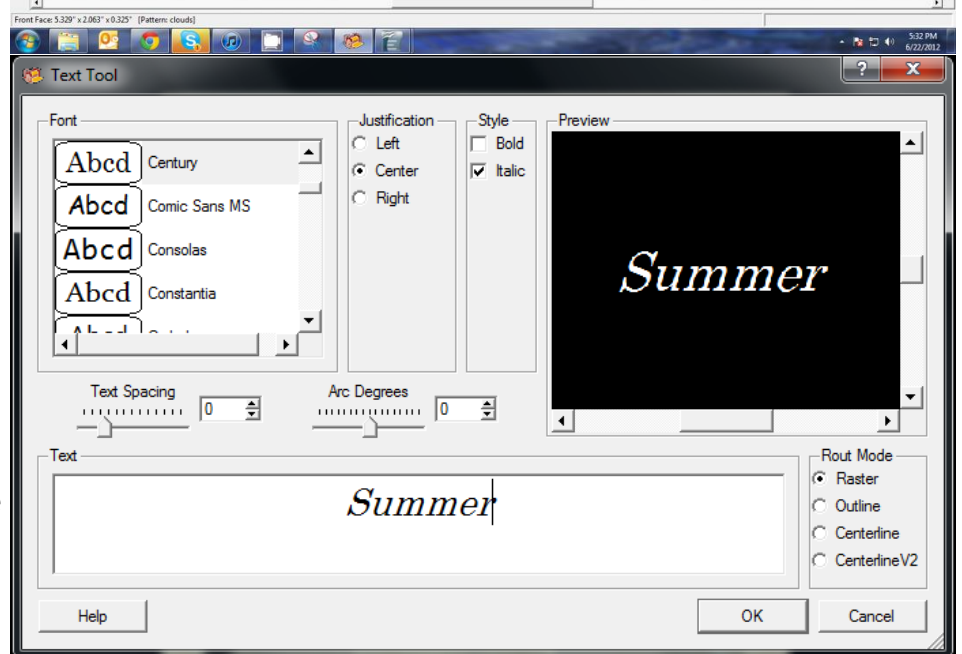 Front Face: 5.329" x 2.063" x 0.325" [Pattern: clouds]
5:32 PM
6/22/2012
Text Tool
Font
Abcd Century
Abcd Comic Sans MS
Abcd Consolas
Abcd Constantia
Justification
Left
Center
Right
Style
Bold
Italic
Preview
Summer
Text Spacing
0
Arc Degrees
0
Text
Summer
Rout Mode
Raster
Outline
Centerline
CenterlineV2
Help
OK
Cancel